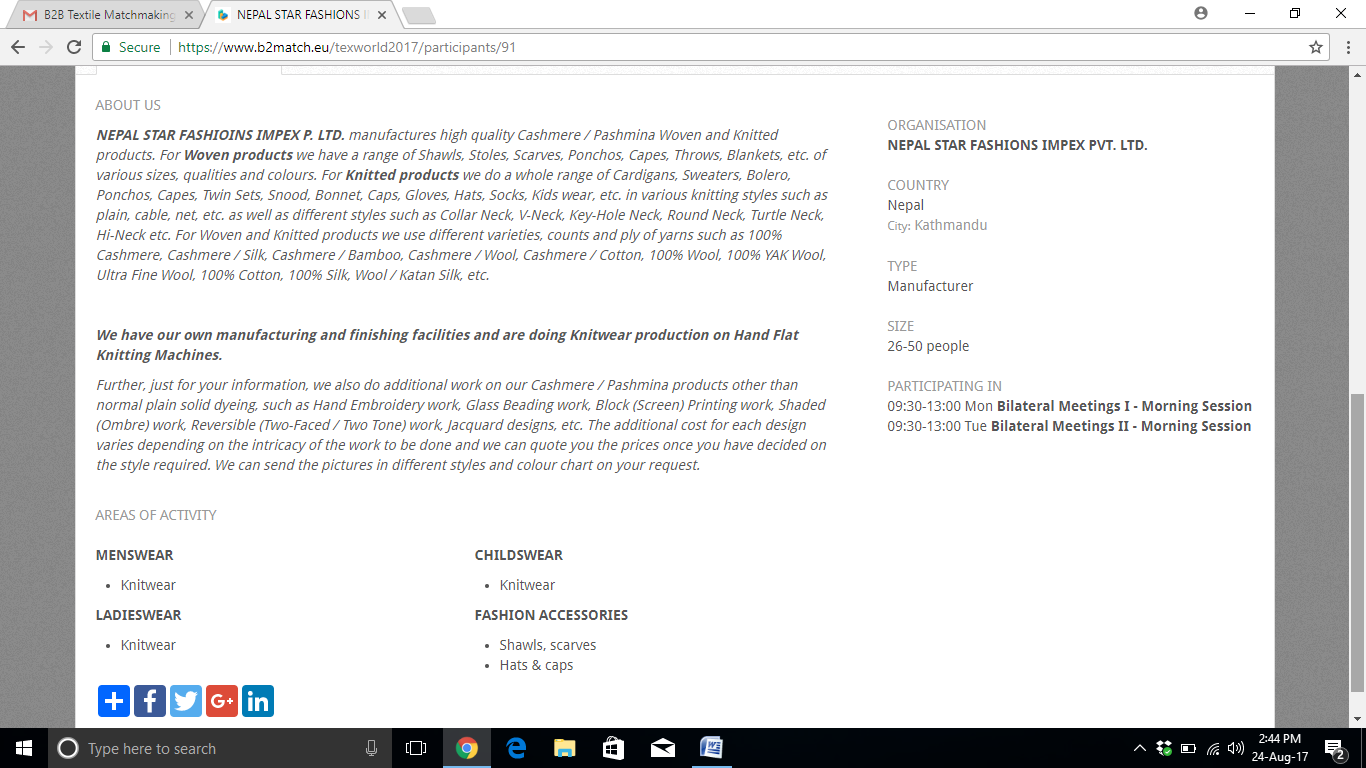 B2B Textile Matchmaking
NEPAL STAR FASHIONS I
Secure
https://www.b2match.eu/texworld2017/participants/91
ABOUT US
NEPAL STAR FASHIOINS IMPEX P. LTD. manufactures high quality Cashmere / Pashmina Woven and Knitted
products. For Woven products we have a range of Shawls, Stoles, Scarves, Ponchos, Capes, Throws, Blankets, etc. of
various sizes, qualities and colours. For Knitted products we do a whole range of Cardigans, Sweaters, Bolero,
Ponchos, Capes, Twin Sets, Snood, Bonnet, Caps, Gloves, Hats, Socks, Kids wear, etc. in various knitting styles such as
plain, cable, net, etc. as well as different styles such as Collar Neck, V-Neck, Key-Hole Neck, Round Neck, Turtle Neck,
Hi-Neck etc. For Woven and Knitted products we use different varieties, counts and ply of yarns such as 100%
Cashmere, Cashmere / Silk, Cashmere / Bamboo, Cashmere / Wool, Cashmere / Cotton, 100% Wool, 100% YAK Wool,
Ultra Fine Wool, 100% Cotton, 100% Silk, Wool / Katan Silk, etc.
We have our own manufacturing and finishing facilities and are doing Knitwear production on Hand Flat
Knitting Machines.
Further, just for your information, we also do additional work on our Cashmere / Pashmina products other than
normal plain solid dyeing, such as Hand Embroidery work, Glass Beading work, Block (Screen) Printing work, Shaded
(Ombre) work, Reversible (Two-Faced / Two Tone) work, Jacquard designs, etc. The additional cost for each design
varies depending on the intricacy of the work to be done and we can quote you the prices once you have decided on
the style required. We can send the pictures in different styles and colour chart on your request.
ORGANISATION
NEPAL STAR FASHIONS IMPEX PVT. LTD.
COUNTRY
Nepal
City: Kathmandu
TYPE
Manufacturer
SIZE
26-50 people
PARTICIPATING IN
09:30-13:00 Mon Bilateral Meetings I - Morning Session
09:30-13:00 Tue Bilateral Meetings II - Morning Session
AREAS OF ACTIVITY
MENSWEAR
• Knitwear
LADIESWEAR
• Knitwear
CHILDSWEAR
• Knitwear
FASHION ACCESSORIES
• Shawls, scarves
• Hats & caps
Type here to search
2:44 PM
24-Aug-17
2